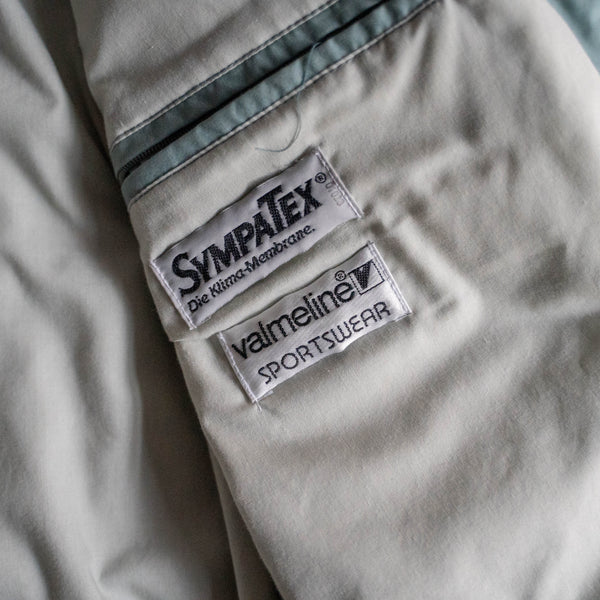 SYMPATEX®
Die Klima-Membrane.
valmeline®
SPORTSWEAR